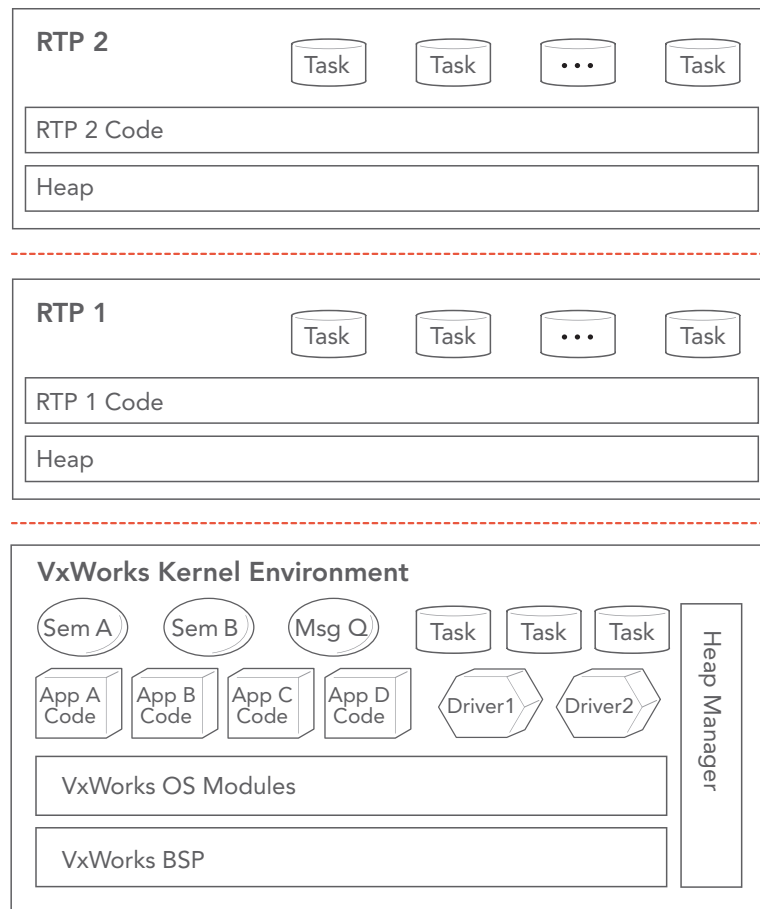 RTP 2
Task
Task
•••
Task
RTP 2 Code
Heap
RTP 1
Task
Task
•••
Task
RTP 1 Code
Heap
VxWorks Kernel Environment
Sem A
Sem B
Msg Q
Task
Task
Task
App A
Code
App B
Code
App C
Code
App D
Code
Driver1
Driver2
Heap Manager
VxWorks OS Modules
VxWorks BSP